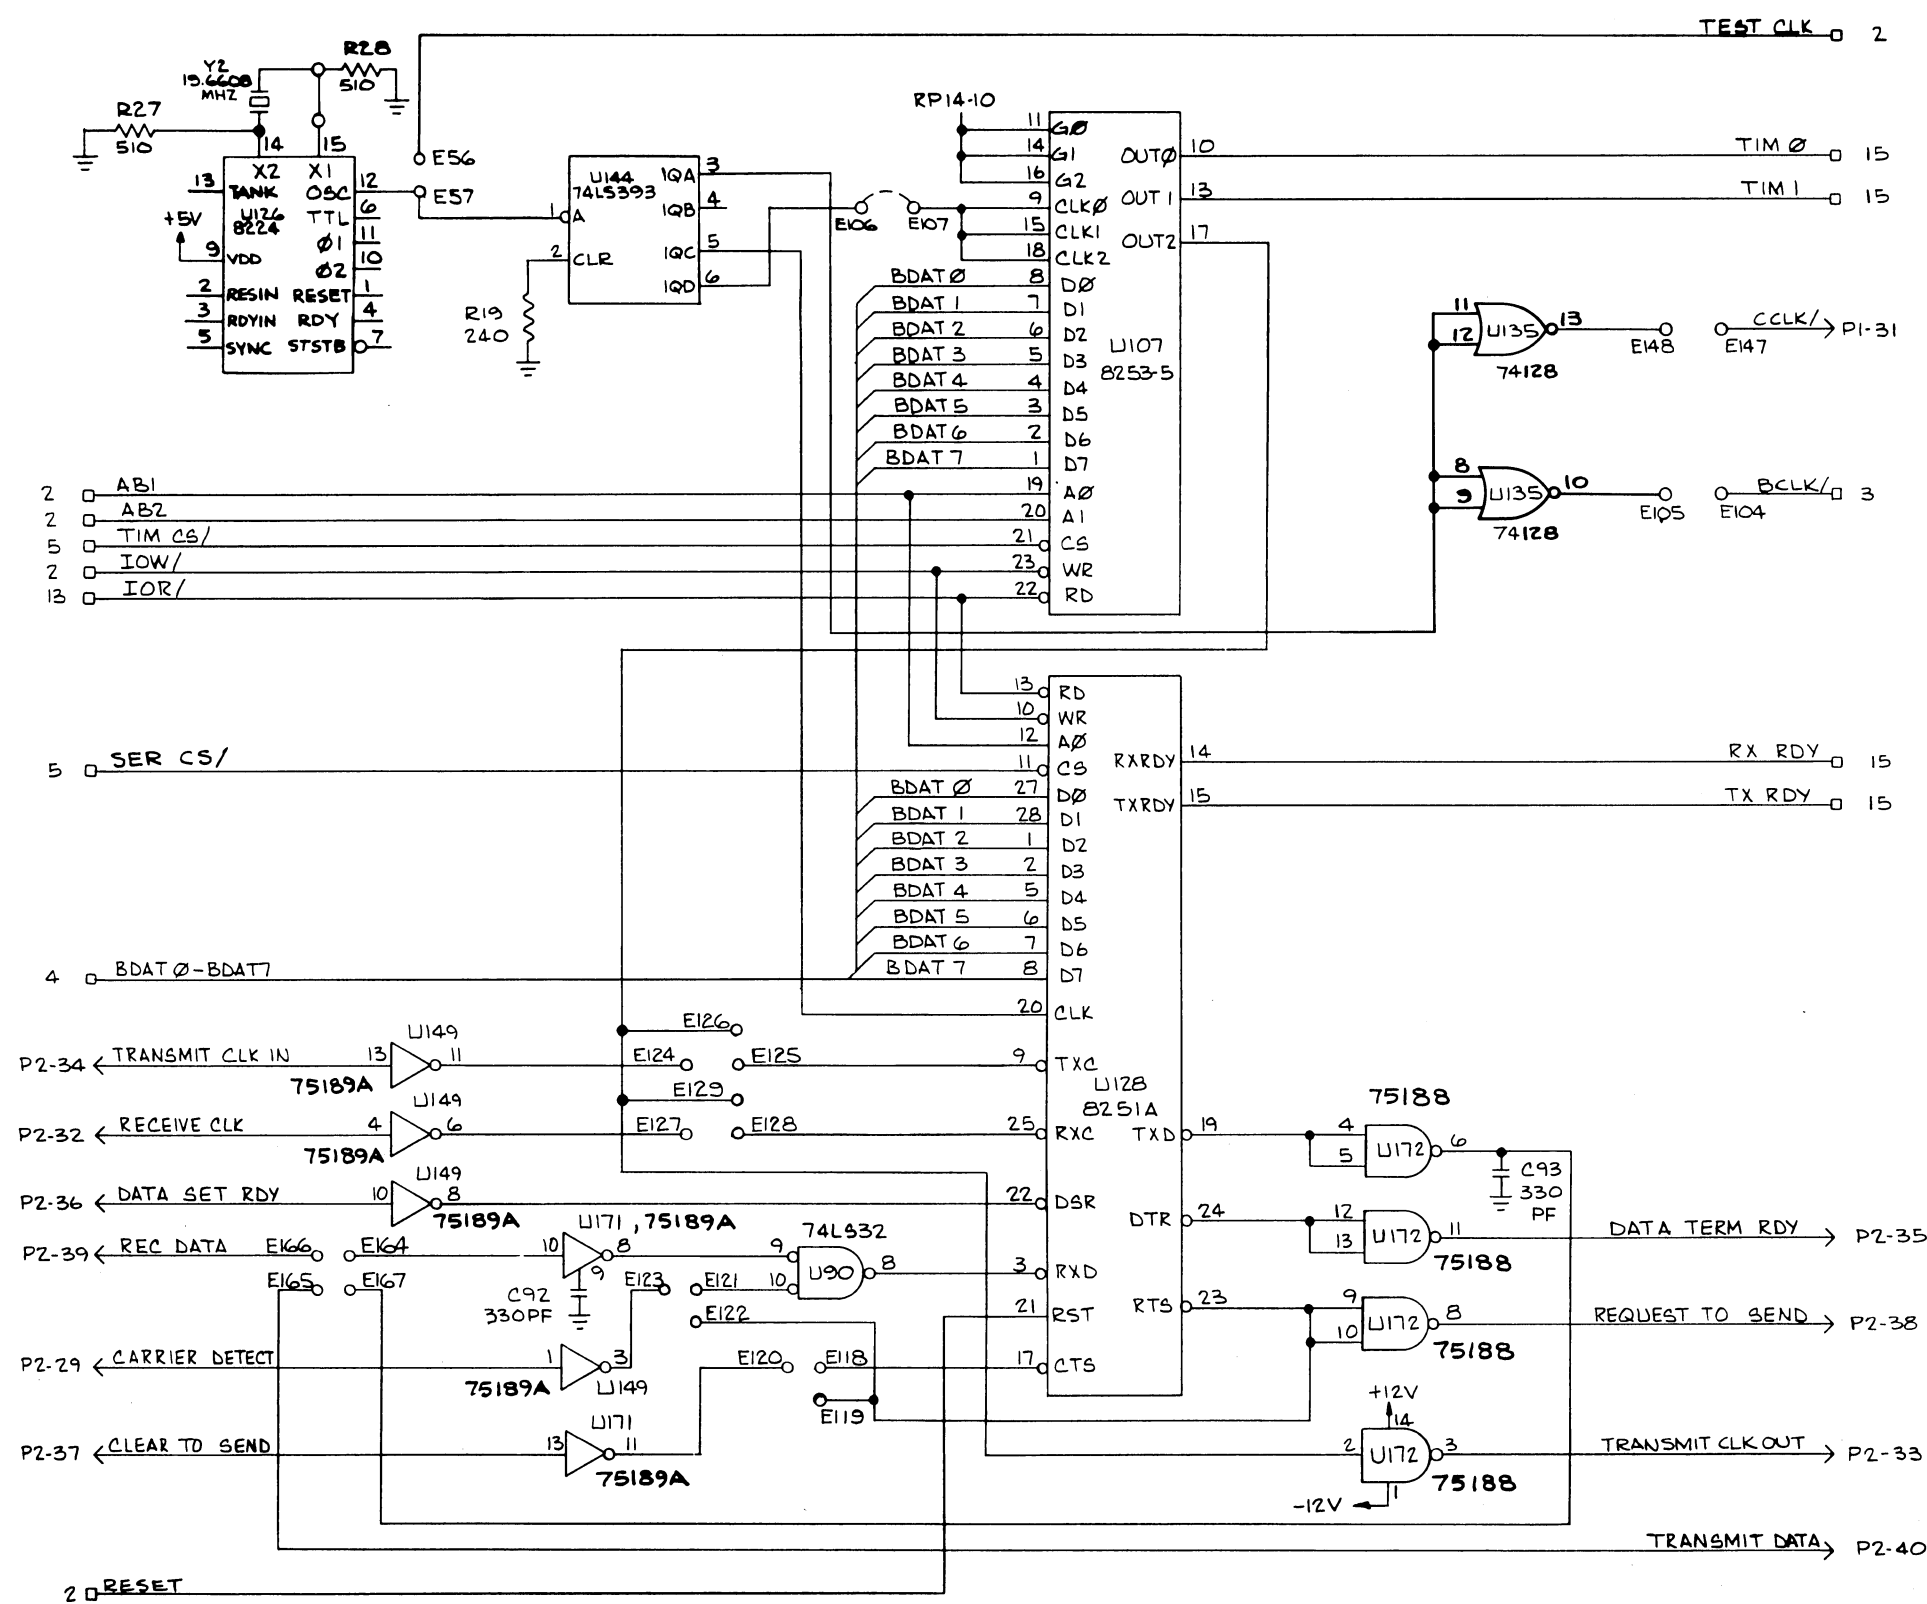 TEST CLK 2
R28
510
Y2
19.6608
MHZ
R27
510
14 15
X2 X1
13 TANK OSC 12
U126
8224
TTL 6
+5V
Ø1 11
9 VDD
Ø2 10
2 RESIN RESET 1
3 RDYIN RDY 4
5 SYNC STSTB 7
E56
E57
U144
74LS393
1 A
2 CLR
1QA 3
1QB 4
1QC 5
1QD 6
R19
240
E106 E107
RP14-10
11 GØ
14 G1
16 G2
9 CLKØ
15 CLK1
18 CLK2
OUTØ 10 TIM Ø 15
OUT 1 13 TIM 1 15
OUT2 17
BDAT Ø 8 DØ
BDAT 1 7 D1
BDAT 2 6 D2
BDAT 3 5 D3
BDAT 4 4 D4
BDAT 5 3 D5
BDAT 6 2 D6
BDAT 7 1 D7
U107
8253-5
2 AB1 19 AØ
2 AB2 20 A1
5 TIM CS/ 21 CS
2 IOW/ 23 WR
13 IOR/ 22 RD
11
12 U135 13
74128
E148 E147 CCLK/ P1-31
8
9 U135 10
74128
E105 E104 BCLK/ 3
13 RD
10 WR
12 AØ
5 SER CS/ 11 CS
RXRDY 14 RX RDY 15
TXRDY 15 TX RDY 15
BDAT Ø 27 DØ
BDAT 1 28 D1
BDAT 2 1 D2
BDAT 3 2 D3
BDAT 4 5 D4
BDAT 5 6 D5
BDAT 6 7 D6
4 BDAT Ø-BDAT7 BDAT 7 8 D7
20 CLK
E126
P2-34 TRANSMIT CLK IN 13 U149 11 E124 E125 9 TXC
75189A
E129
U128
8251A
P2-32 RECEIVE CLK 4 U149 6 E127 E128 25 RXC
75189A
P2-36 DATA SET RDY 10 U149 8 22 DSR
75189A
P2-39 REC DATA E166 E164 10 U171, 75189A 8
9
C92
330PF
E165 E167
E123 E121
E122
74LS32
9
10 U90 8 3 RXD
21 RST
P2-29 CARRIER DETECT 1 3
75189A U149
E120 E118 17 CTS
E119
P2-37 CLEAR TO SEND 13 U171 11
75189A
75188
TXD 19 4
5 U172 6
C93
330
PF
DTR 24 12
13 U172 11 DATA TERM RDY P2-35
75188
RTS 23 9
10 U172 8 REQUEST TO SEND P2-38
75188
+12V
14
2 U172 3 TRANSMIT CLK OUT P2-33
1 75188
-12V
TRANSMIT DATA P2-40
2 RESET